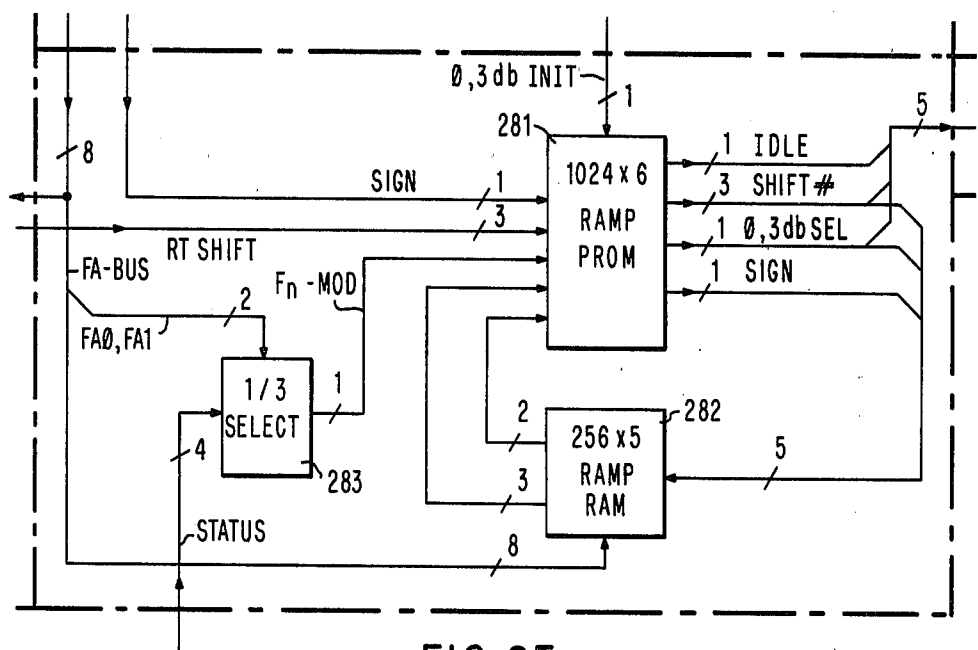 0,3db INIT
1
5
8
281
1 IDLE
1024 x 6
RAMP
PROM
SIGN
1
3 SHIFT #
3
RT SHIFT
1 0,3db SEL
FA-BUS
Fn -MOD
1 SIGN
2
FA0, FA1
1/3
SELECT
1
283
4
2
256 x 5
RAMP
RAM
282
5
3
STATUS
8